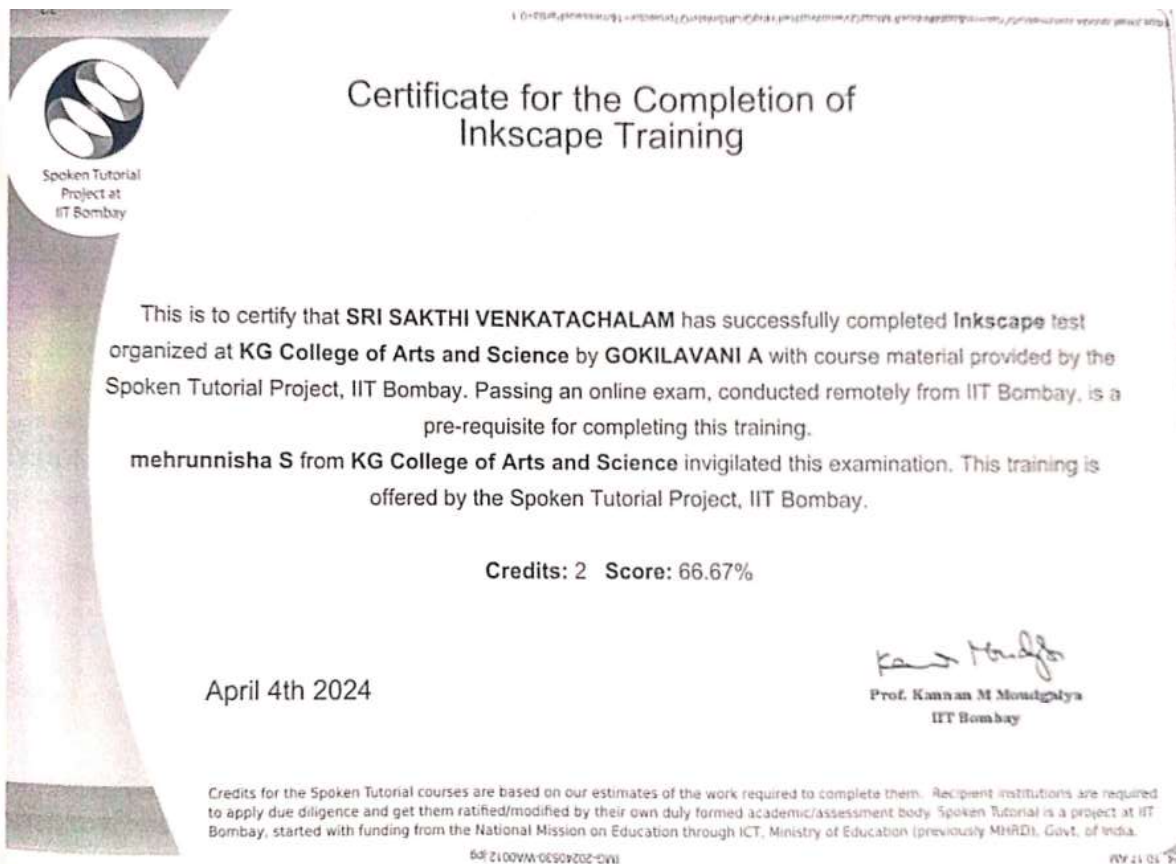 Spoken Tutorial
Project at
IIT Bombay
Certificate for the Completion of
Inkscape Training
This is to certify that SRI SAKTHI VENKATACHALAM has successfully completed Inkscape test
organized at KG College of Arts and Science by GOKILAVANI A with course material provided by the
Spoken Tutorial Project, IIT Bombay. Passing an online exam, conducted remotely from IIT Bombay, is a
pre-requisite for completing this training.
mehrunnisha S from KG College of Arts and Science invigilated this examination. This training is
offered by the Spoken Tutorial Project, IIT Bombay.
Credits: 2 Score: 66.67%
April 4th 2024
Prof. Kannan M Moudgalya
IIT Bombay
Credits for the Spoken Tutorial courses are based on our estimates of the work required to complete them. Recipient institutions are required
to apply due diligence and get them ratified/modified by their own duly formed academic/assessment body. Spoken Tutorial is a project at IIT
Bombay, started with funding from the National Mission on Education through ICT, Ministry of Education (previously MHRD), Govt. of India.
IMG-20240530-WA0012.jpg